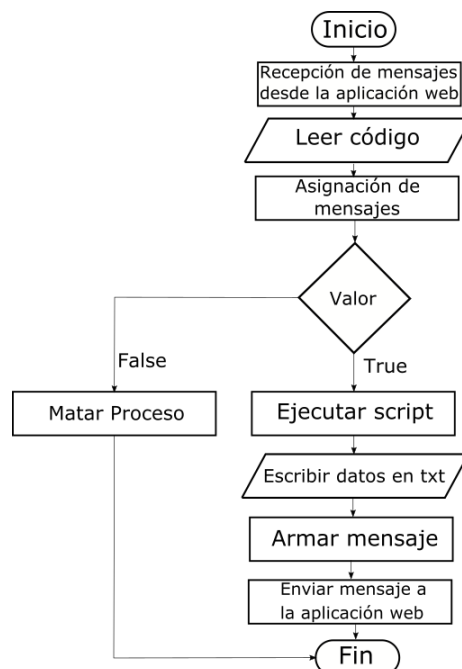 Inicio
Recepción de mensajes
desde la aplicación web
Leer código
Asignación de
mensajes
Valor
False
True
Matar Proceso
Ejecutar script
Escribir datos en txt
Armar mensaje
Enviar mensaje a
la aplicación web
Fin